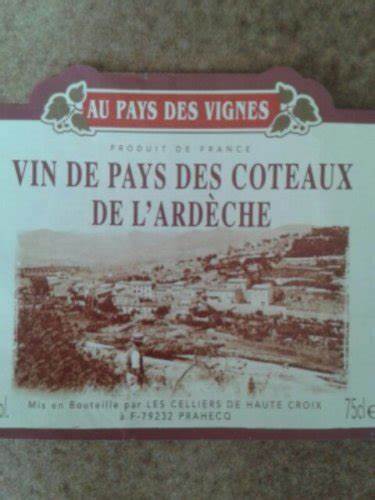 AU PAYS DES VIGNES
PRODUIT DE FRANCE
VIN DE PAYS DES COTEAUX
DE L'ARDÈCHE
Mis en Bouteille par LES CELLIERS DE HAUTE CROIX
à F-79232 PRAHECQ
75cl e